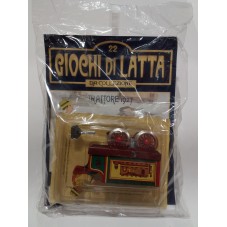 22
GIOCHI DI LATTA
DA COLLEZIONE
TRATTORE 1927